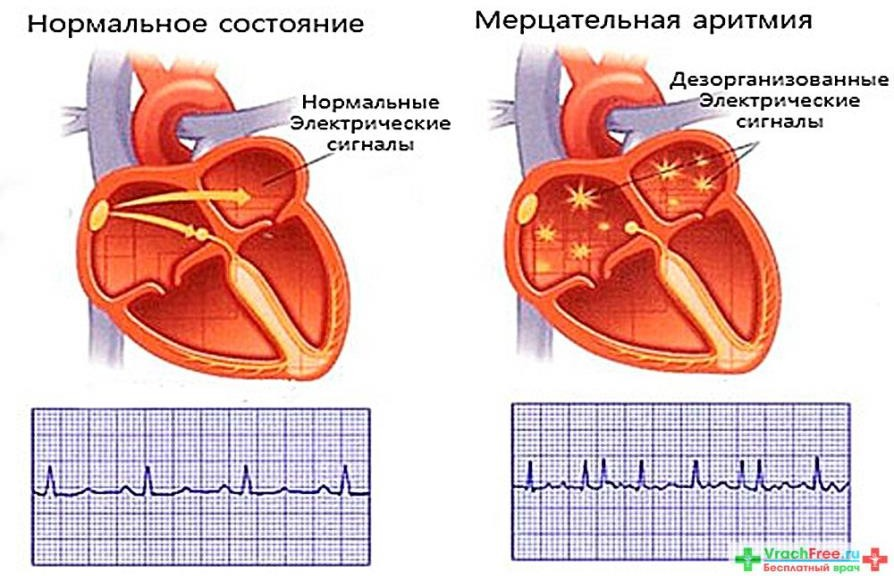 Нормальное состояние
Мерцательная аритмия
Нормальные
Электрические
сигналы
Дезорганизованные
Электрические
сигналы
VrachFree.ru
Бесплатный врач